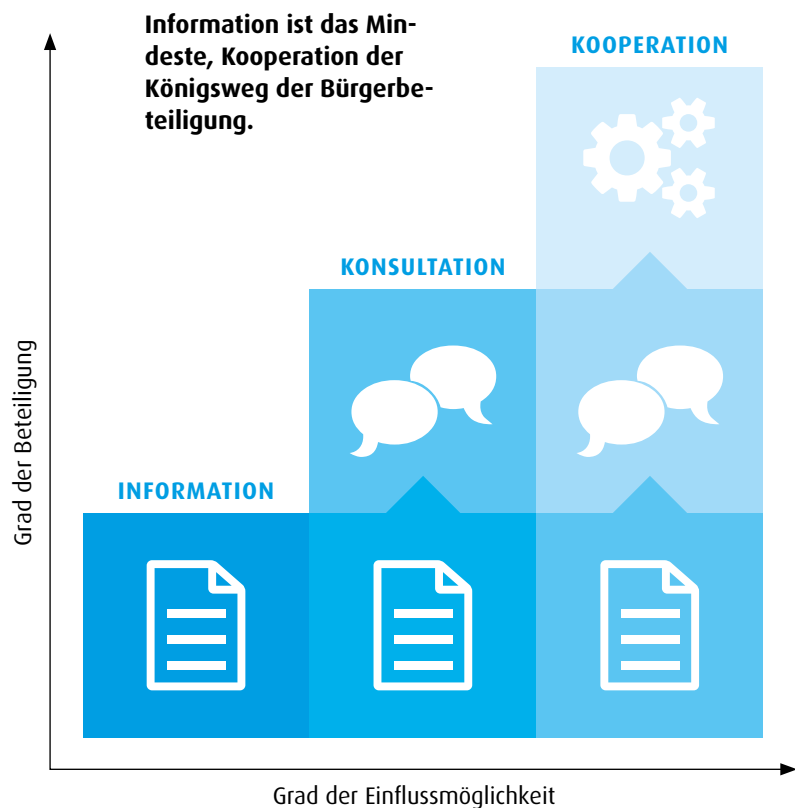 Information ist das Min-
deste, Kooperation der
Königsweg der Bürgerbe-
teiligung.
KOOPERATION
KONSULTATION
INFORMATION
Grad der Beteiligung
Grad der Einflussmöglichkeit